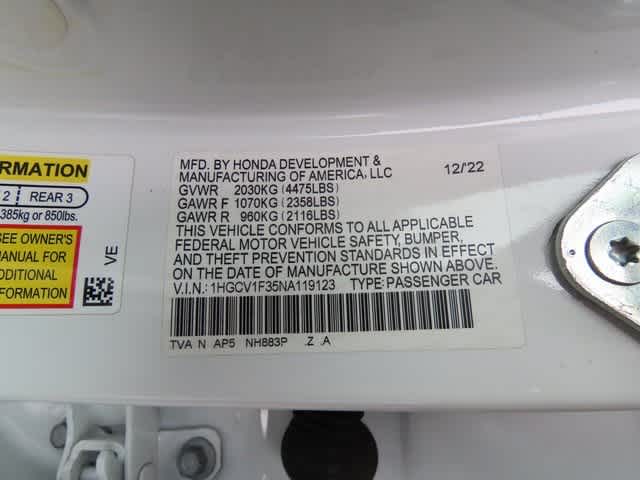 ORMATION
2 REAR 3
385kg or 850lbs.
SEE OWNER'S
MANUAL FOR
ADDITIONAL
INFORMATION
VE
MFD. BY HONDA DEVELOPMENT &
MANUFACTURING OF AMERICA, LLC 12/22
GVWR 2030KG (4475LBS)
GAWR F 1070KG (2358LBS)
GAWR R 960KG (2116LBS)
THIS VEHICLE CONFORMS TO ALL APPLICABLE
FEDERAL MOTOR VEHICLE SAFETY, BUMPER,
AND THEFT PREVENTION STANDARDS IN EFFECT
ON THE DATE OF MANUFACTURE SHOWN ABOVE.
V.I.N.: 1HGCV1F35NA119123 TYPE: PASSENGER CAR
TVA N AP5 NH883P .Z .A